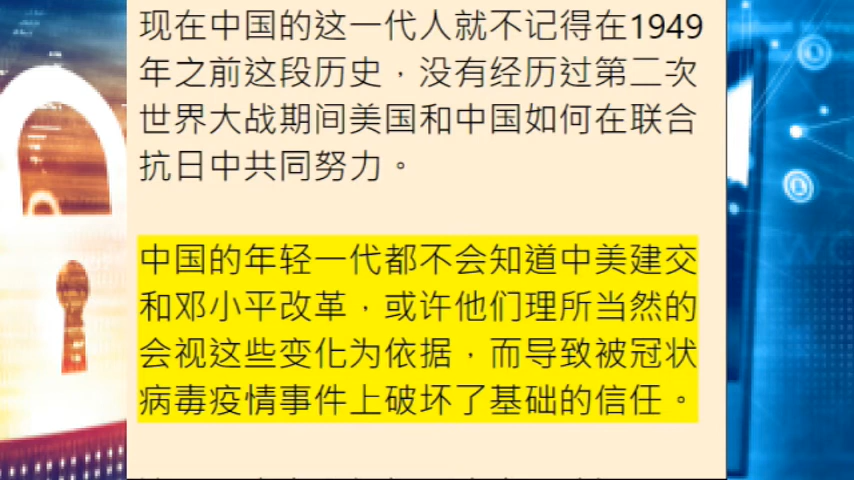 现在中国的这一代人就不记得在1949
年之前这段历史，没有经历过第二次
世界大战期间美国和中国如何在联合
抗日中共同努力。
中国的年轻一代都不会知道中美建交
和邓小平改革，或许他们理所当然的
会视这些变化为依据，而导致被冠状
病毒疫情事件上破坏了基础的信任。